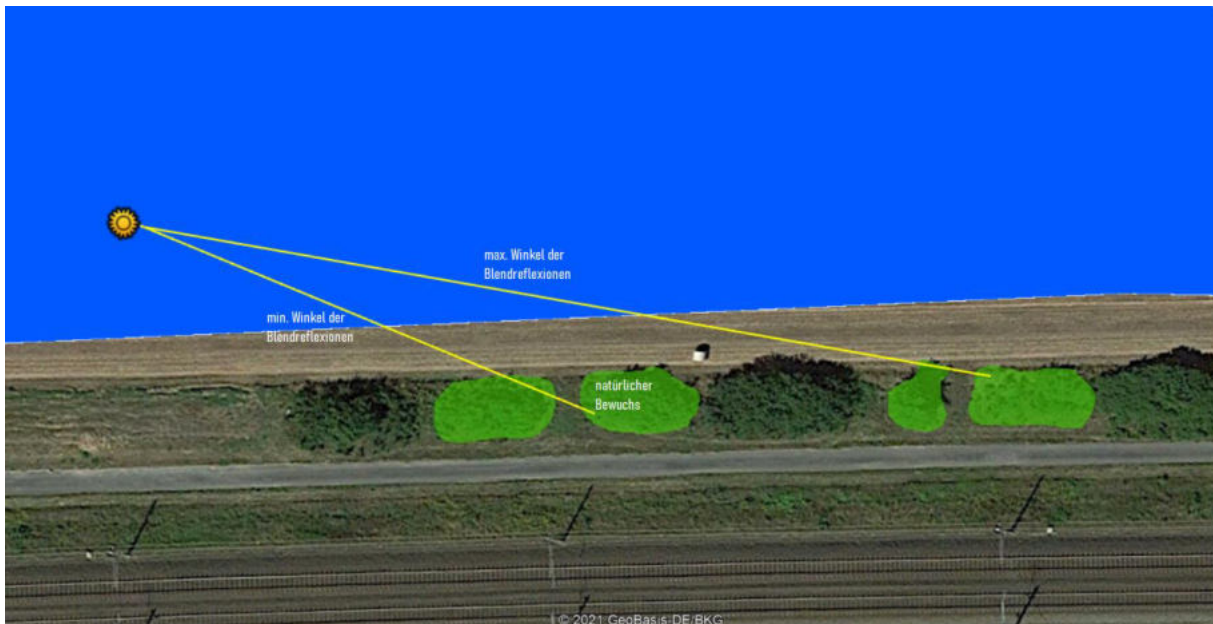 max. Winkel der
Blendreflexionen
min. Winkel der
Blendreflexionen
natürlicher
Bewuchs
© 2021 GeoBasis-DE/BKG